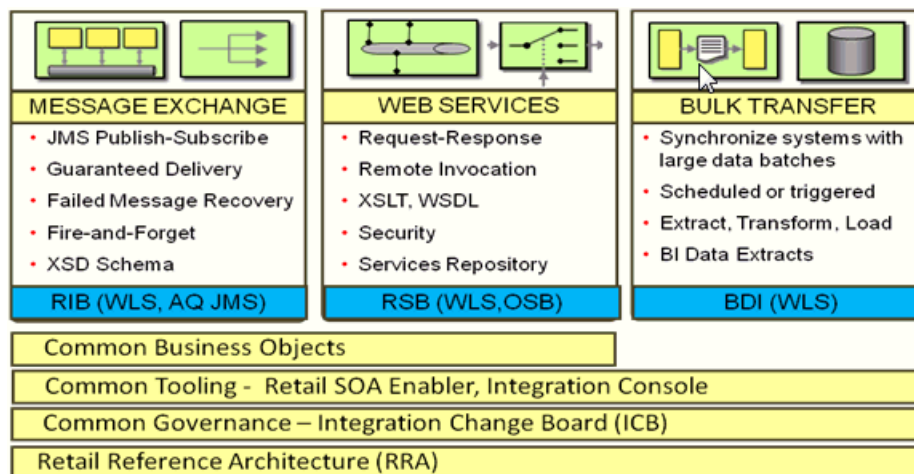 MESSAGE EXCHANGE
• JMS Publish-Subscribe
• Guaranteed Delivery
• Failed Message Recovery
• Fire-and-Forget
• XSD Schema
RIB (WLS, AQ JMS)
WEB SERVICES
• Request-Response
• Remote Invocation
• XSLT, WSDL
• Security
• Services Repository
RSB (WLS,OSB)
BULK TRANSFER
• Synchronize systems with
large data batches
• Scheduled or triggered
• Extract, Transform, Load
• BI Data Extracts
BDI (WLS)
Common Business Objects
Common Tooling - Retail SOA Enabler, Integration Console
Common Governance – Integration Change Board (ICB)
Retail Reference Architecture (RRA)